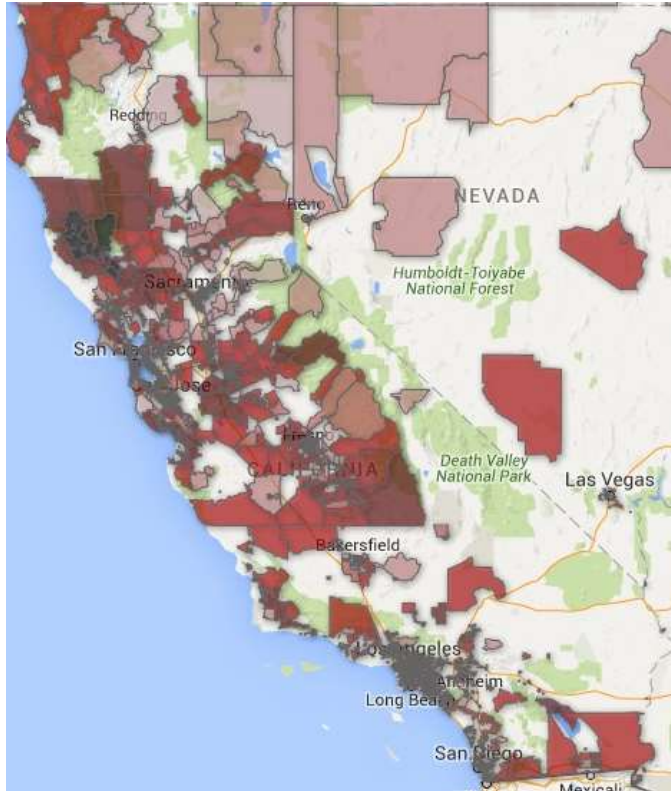 Redding
NEVADA
Reno
Humboldt-Toiyabe
National Forest
Sacramento
San Francisco
San Jose
Fresno
CALIFORNIA
Death Valley
National Park
Las Vegas
Bakersfield
Los Angeles
Anaheim
Long Beach
San Diego
Mexicali